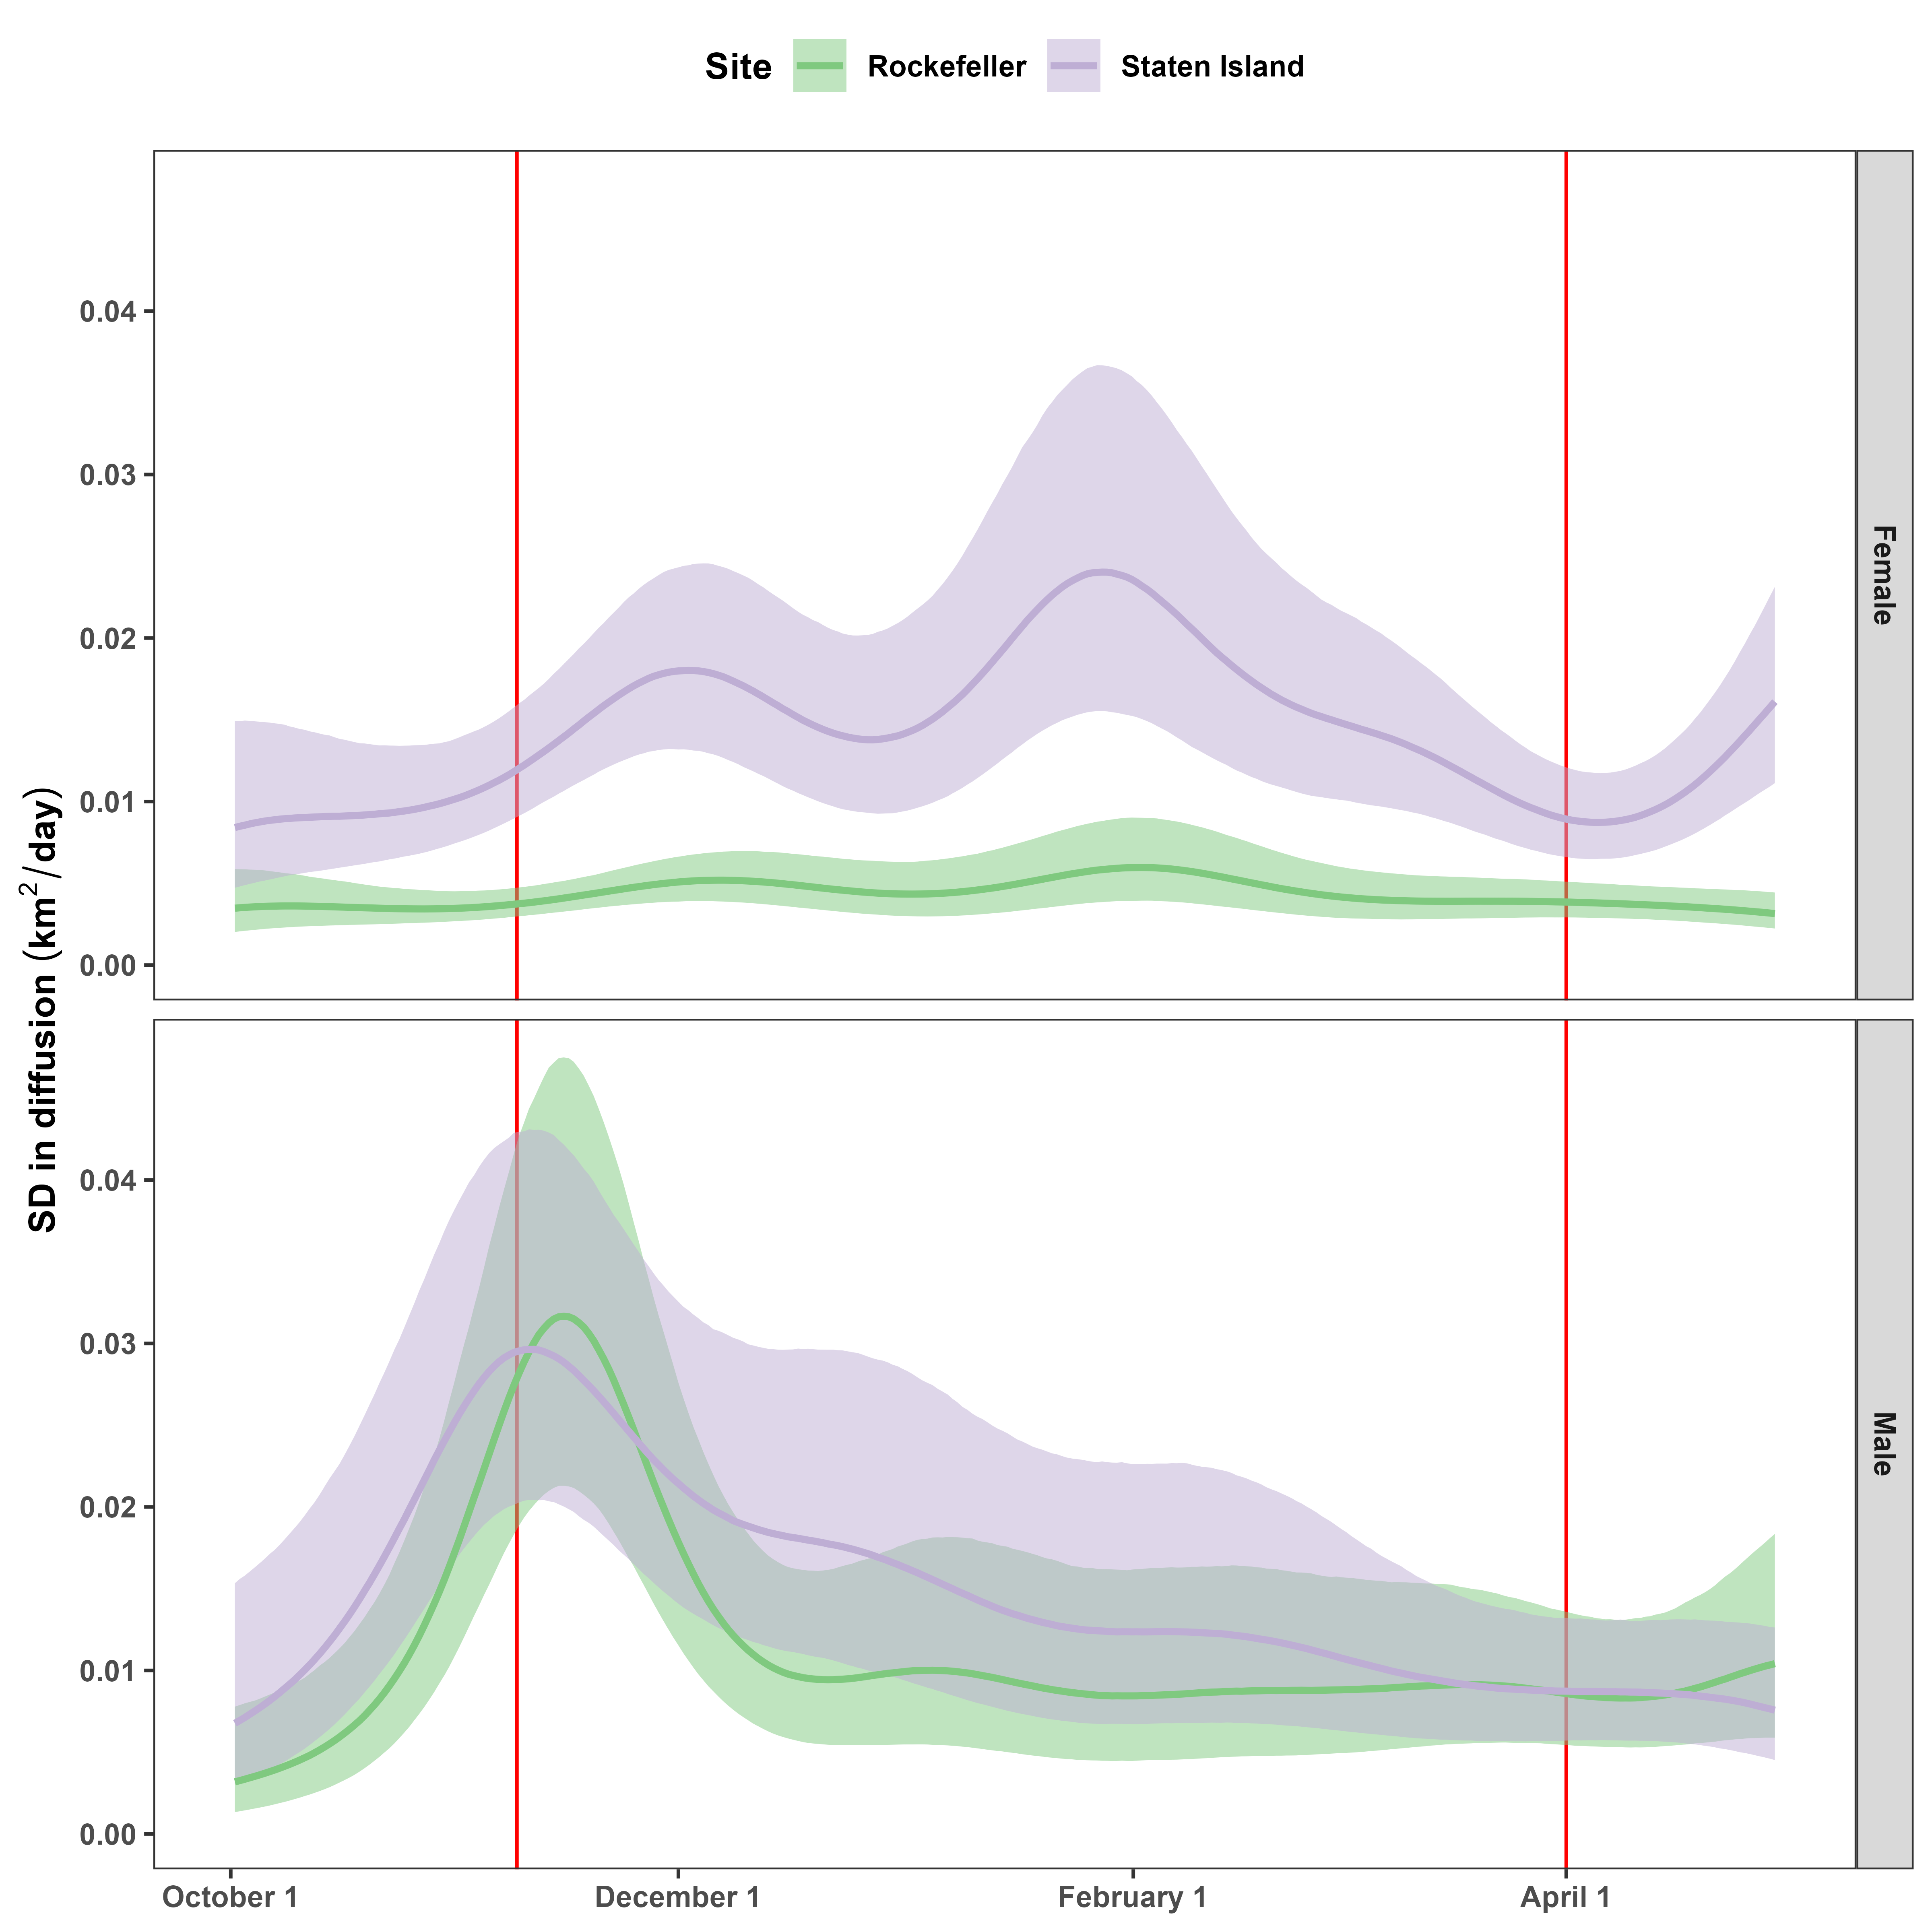 Site Rockefeller Staten Island
SD in diffusion (km²/day)
0.04
0.03
0.02
0.01
0.00
Female
0.04
0.03
0.02
0.01
0.00
Male
October 1 December 1 February 1 April 1